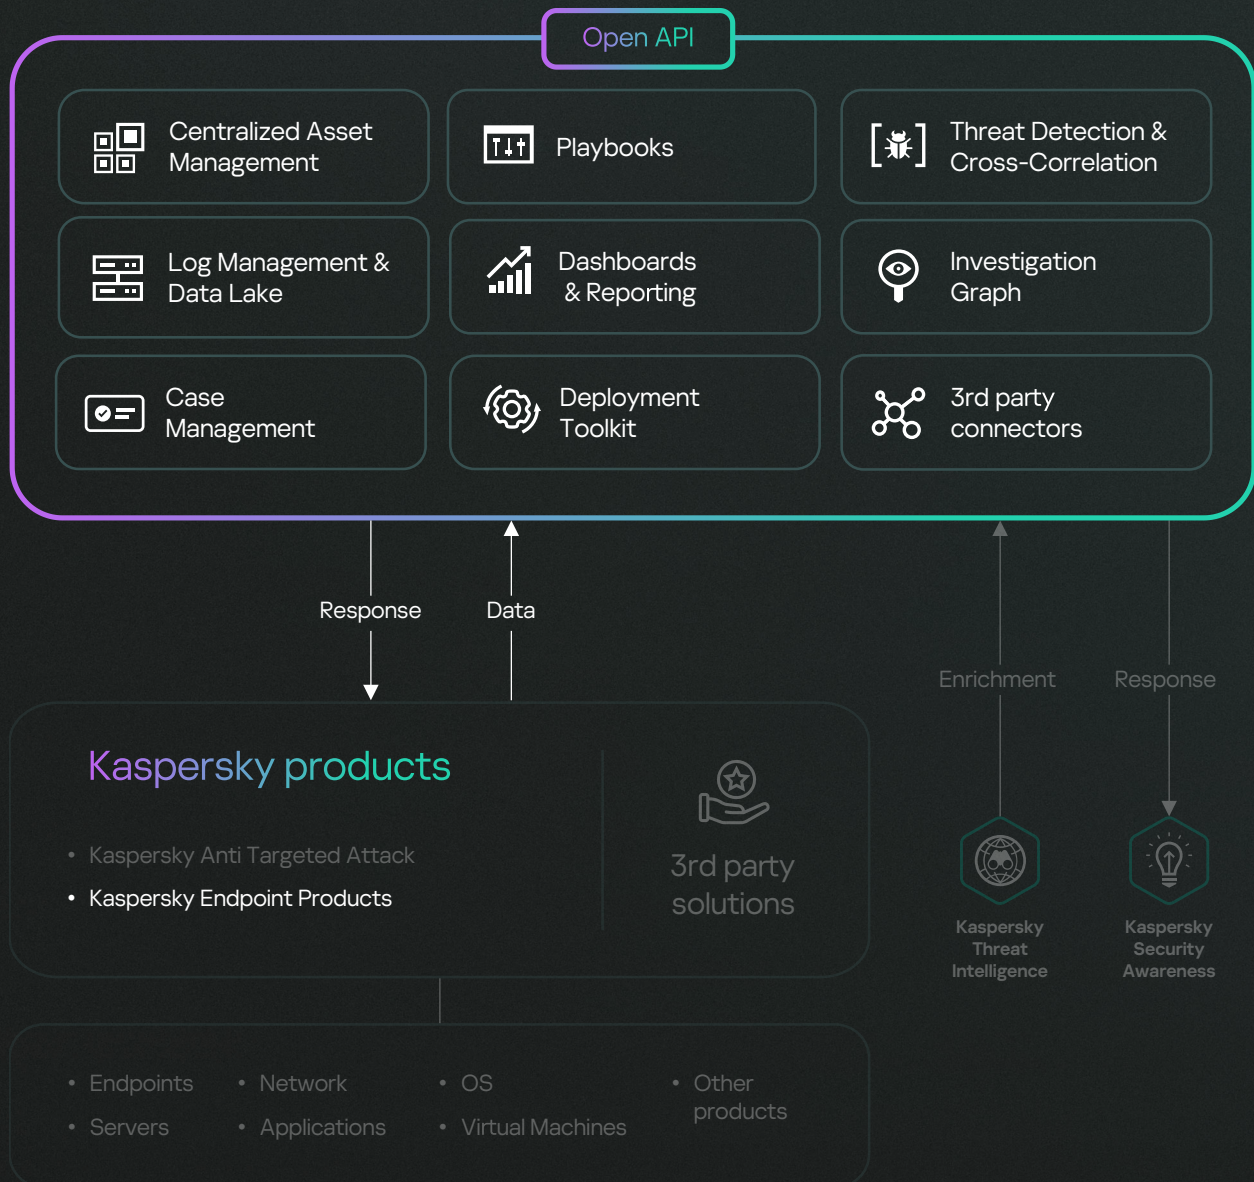 Open API
Centralized Asset
Management
Playbooks
Threat Detection &
Cross-Correlation
Log Management &
Data Lake
Dashboards
& Reporting
Investigation
Graph
Case
Management
Deployment
Toolkit
3rd party
connectors
Response
Data
Enrichment
Response
Kaspersky products
• Kaspersky Anti Targeted Attack
• Kaspersky Endpoint Products
3rd party
solutions
Kaspersky
Threat
Intelligence
Kaspersky
Security
Awareness
• Endpoints
• Servers
• Network
• Applications
• OS
• Virtual Machines
• Other
products